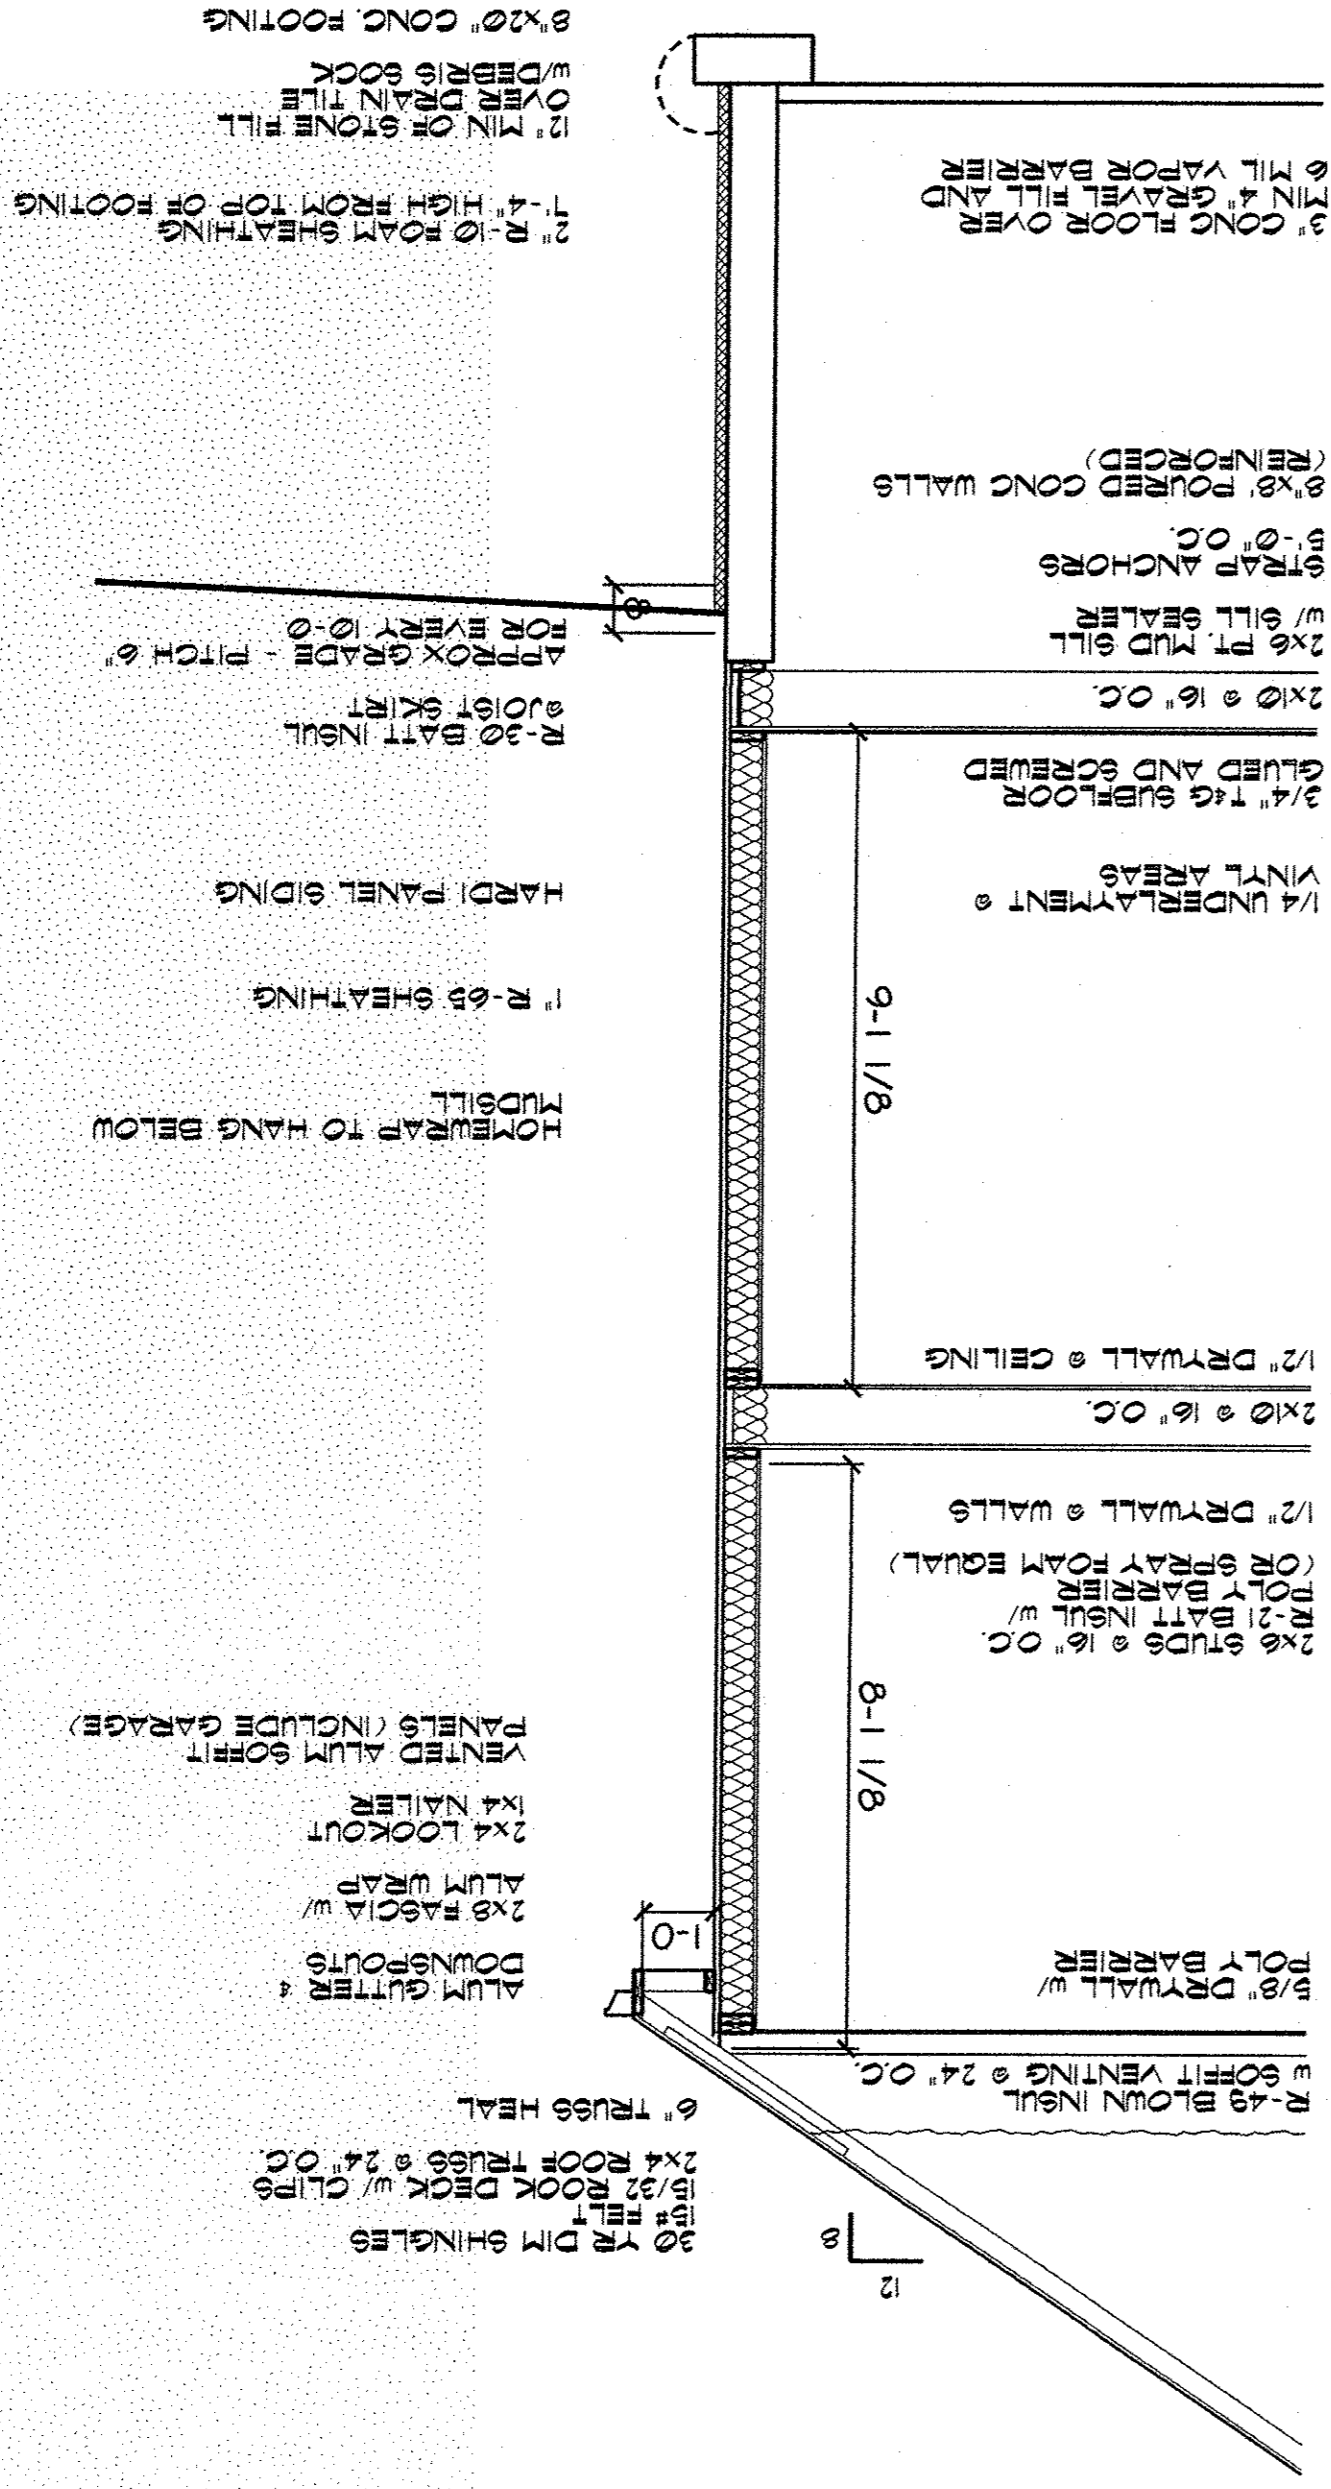 12
8
30 YR DIM SHINGLES
15# FELT
15/32 ROOK DECK w/ CLIPS
2x4 ROOF TRUSS @ 24" O.C.
6" TRUSS HEAL
R-49 BLOWN INSUL
w SOFFIT VENTING @ 24" O.C.
5/8" DRYWALL w/
POLY BARRIER
ALUM GUTTER &
DOWNSPOUTS
1-0
2x8 FASCIA w/
ALUM WRAP
2x4 LOOKOUT
1x4 NAILER
VENTED ALUM SOFFIT
PANELS (INCLUDE GARAGE)
8-1 1/8
2x6 STUDS @ 16" O.C.
R-21 BATT INSUL w/
POLY BARRIER
(OR SPRAY FOAM EQUAL)
1/2" DRYWALL @ WALLS
2x10 @ 16" O.C.
1/2" DRYWALL @ CEILING
9-1 1/8
HOMEWRAP TO HANG BELOW
MUDSILL
1" R-65 SHEATHING
HARDI PANEL SIDING
1/4 UNDERLAYMENT @
VINYL AREAS
3/4" T&G SUBFLOOR
GLUED AND SCREWED
R-30 BATT INSUL
@JOIST SKIRT
2x10 @ 16" O.C.
2x6 PT. MUD SILL
w/ SILL SEALER
APPROX GRADE - PITCH 6"
FOR EVERY 10-0
8
STRAP ANCHORS
5'-0" O.C.
8"x8' POURED CONC WALLS
(REINFORCED)
3" CONC FLOOR OVER
MIN 4" GRAVEL FILL AND
6 MIL VAPOR BARRIER
2" R-10 FOAM SHEATHING
7'-4" HIGH FROM TOP OF FOOTING
12" MIN OF STONE FILL
OVER DRAIN TILE
w/DEBRIS SOCK
8"x20" CONC. FOOTING